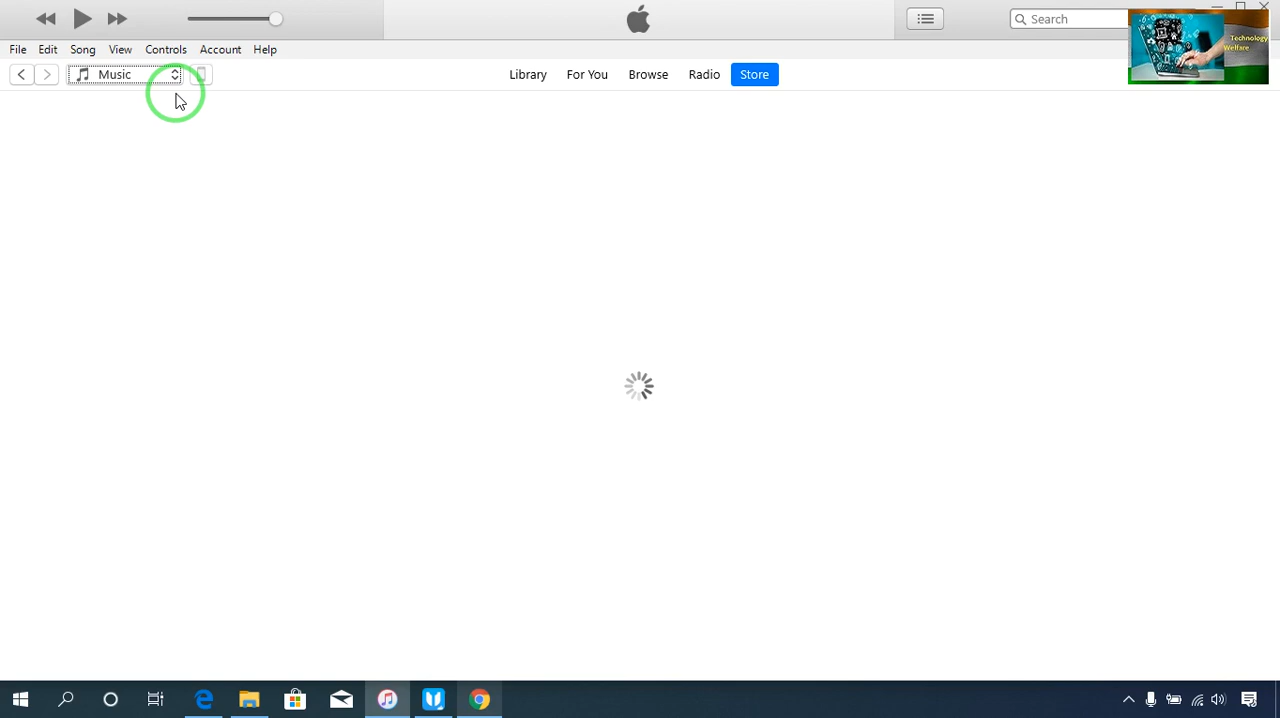 Search
Technology
Welfare
File Edit Song View Controls Account Help
Music
Library For You Browse Radio Store